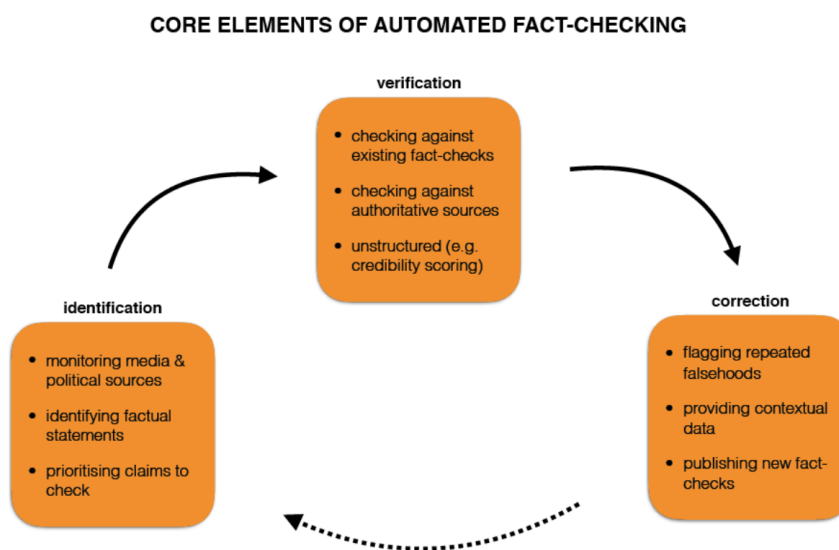 CORE ELEMENTS OF AUTOMATED FACT-CHECKING
verification
• checking against
existing fact-checks
• checking against
authoritative sources
• unstructured (e.g.
credibility scoring)
identification
• monitoring media &
political sources
• identifying factual
statements
• prioritising claims to
check
correction
• flagging repeated
falsehoods
• providing contextual
data
• publishing new fact-
checks